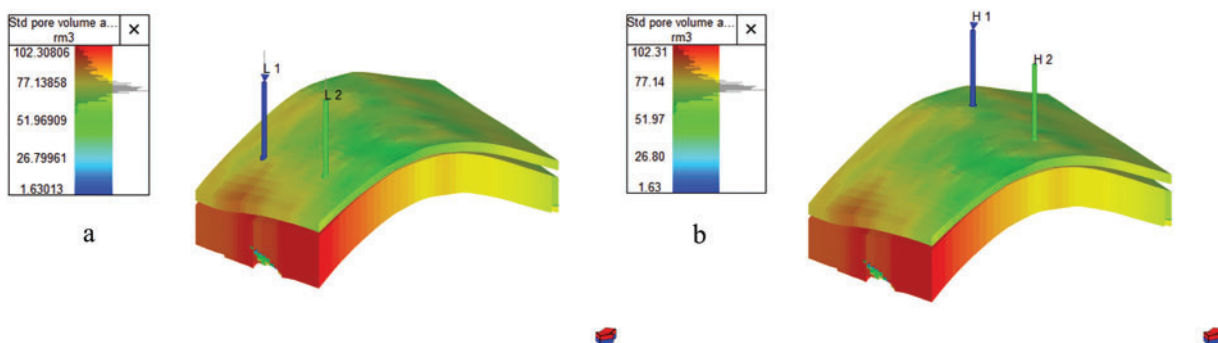 Std pore volume a...
rm3
102.30806
77.13858
51.96909
26.79961
1.63013
L 1
L 2
a
Std pore volume a...
rm3
102.31
77.14
51.97
26.80
1.63
H 1
H 2
b